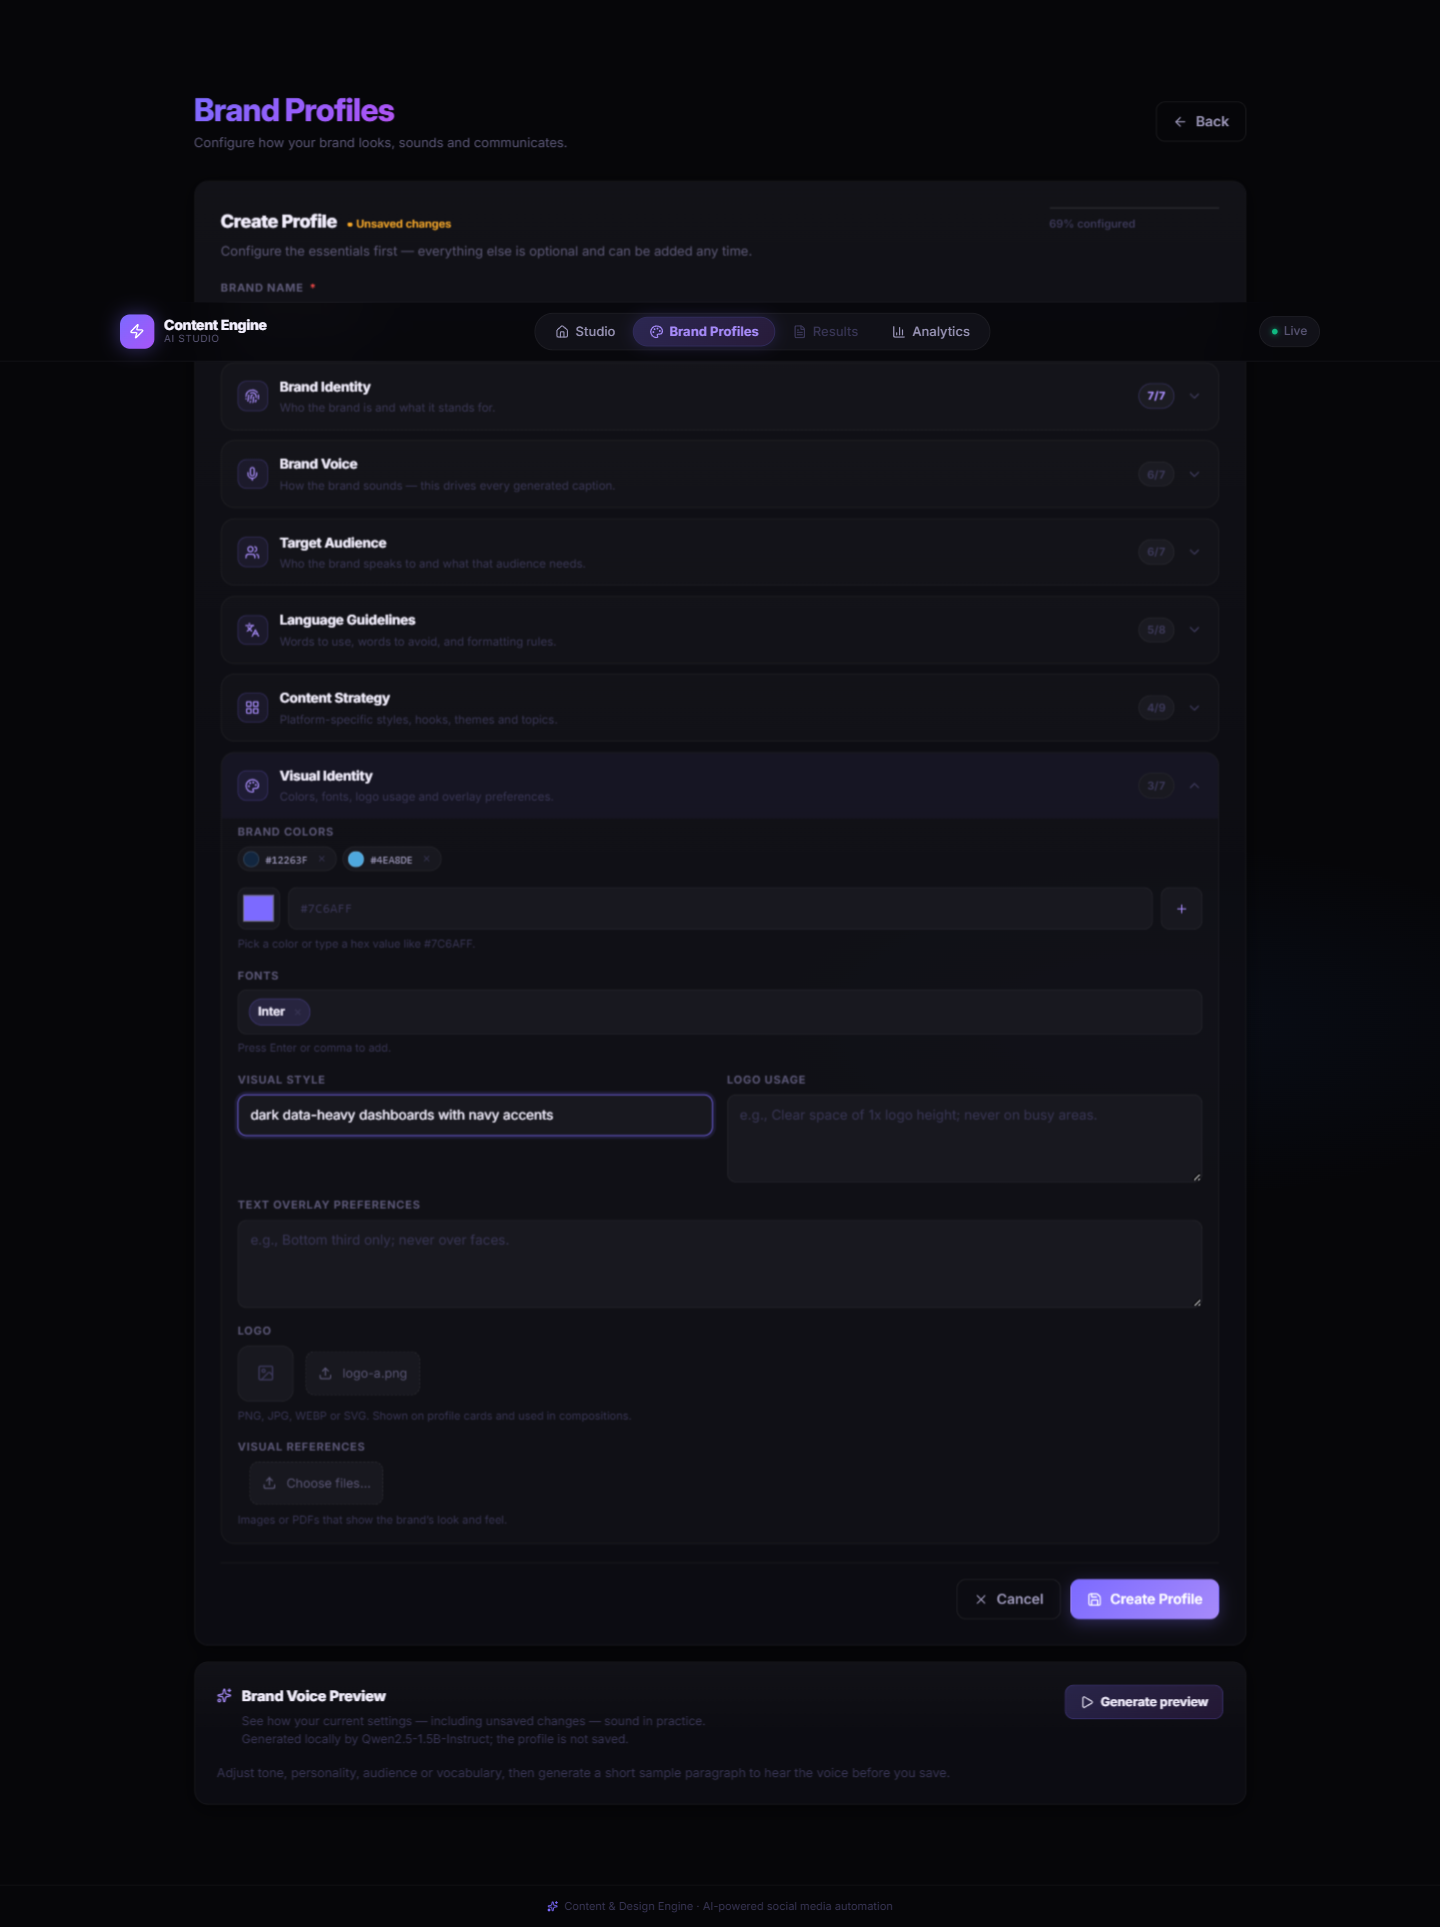 Brand Profiles
Configure how your brand looks, sounds and communicates.
Back
Create Profile
Unsaved changes
69% configured
Configure the essentials first — everything else is optional and can be added any time.
BRAND NAME *
Content Engine
AI STUDIO
Studio
Brand Profiles
Results
Analytics
Live
Brand Identity
Who the brand is and what it stands for.
7/7
Brand Voice
How the brand sounds — this drives every generated caption.
6/7
Target Audience
Who the brand speaks to and what that audience needs.
6/7
Language Guidelines
Words to use, words to avoid, and formatting rules.
5/8
Content Strategy
Platform-specific styles, hooks, themes and topics.
4/9
Visual Identity
Colors, fonts, logo usage and overlay preferences.
3/7
BRAND COLORS
#12263F ×
#4EA8DE ×
#7C6AFF
+
Pick a color or type a hex value like #7C6AFF.
FONTS
Inter ×
Press Enter or comma to add.
VISUAL STYLE
LOGO USAGE
dark data-heavy dashboards with navy accents
e.g., Clear space of 1x logo height; never on busy areas.
TEXT OVERLAY PREFERENCES
e.g., Bottom third only; never over faces.
LOGO
logo-a.png
PNG, JPG, WEBP or SVG. Shown on profile cards and used in compositions.
VISUAL REFERENCES
Choose files...
Images or PDFs that show the brand's look and feel.
Cancel
Create Profile
Brand Voice Preview
Generate preview
See how your current settings — including unsaved changes — sound in practice.
Generated locally by Qwen2.5-1.5B-Instruct; the profile is not saved.
Adjust tone, personality, audience or vocabulary, then generate a short sample paragraph to hear the voice before you save.
Content & Design Engine · AI-powered social media automation